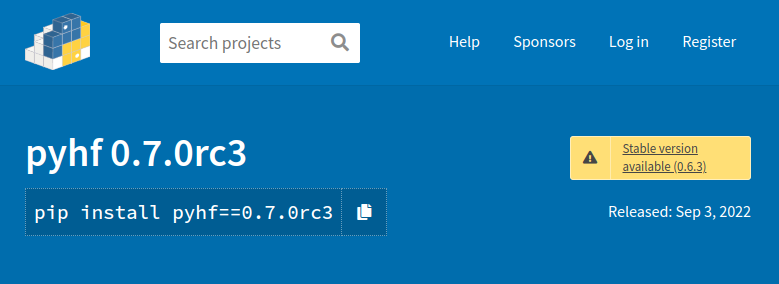 Search projects
Help
Sponsors
Log in
Register
pyhf 0.7.0rc3
Stable version
available (0.6.3)
pip install pyhf==0.7.0rc3
Released: Sep 3, 2022